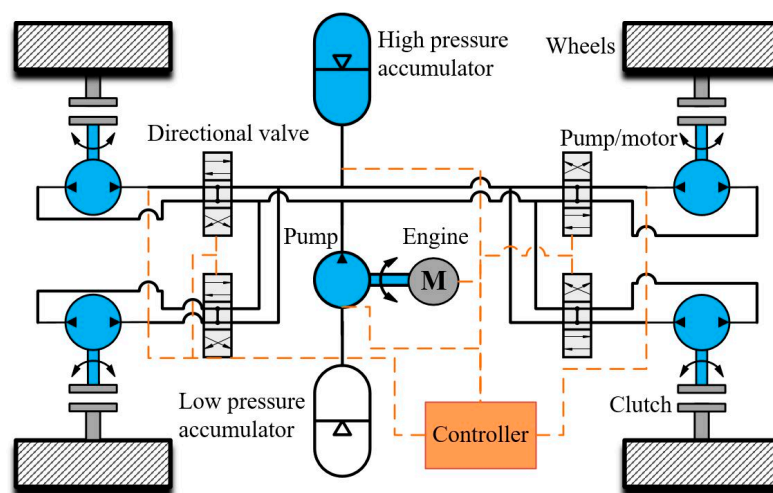 High pressure
accumulator
Wheels
Directional valve
Pump/motor
Pump
Engine
M
Low pressure
accumulator
Controller
Clutch